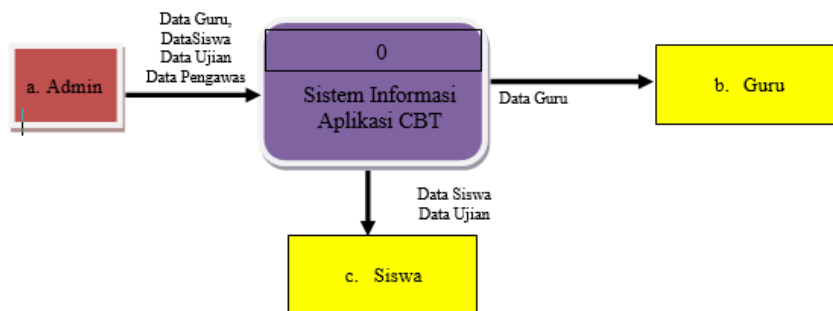 Data Guru,
DataSiswa
Data Ujian
Data Pengawas
a. Admin
0
Sistem Informasi
Aplikasi CBT
Data Guru
b. Guru
Data Siswa
Data Ujian
c. Siswa